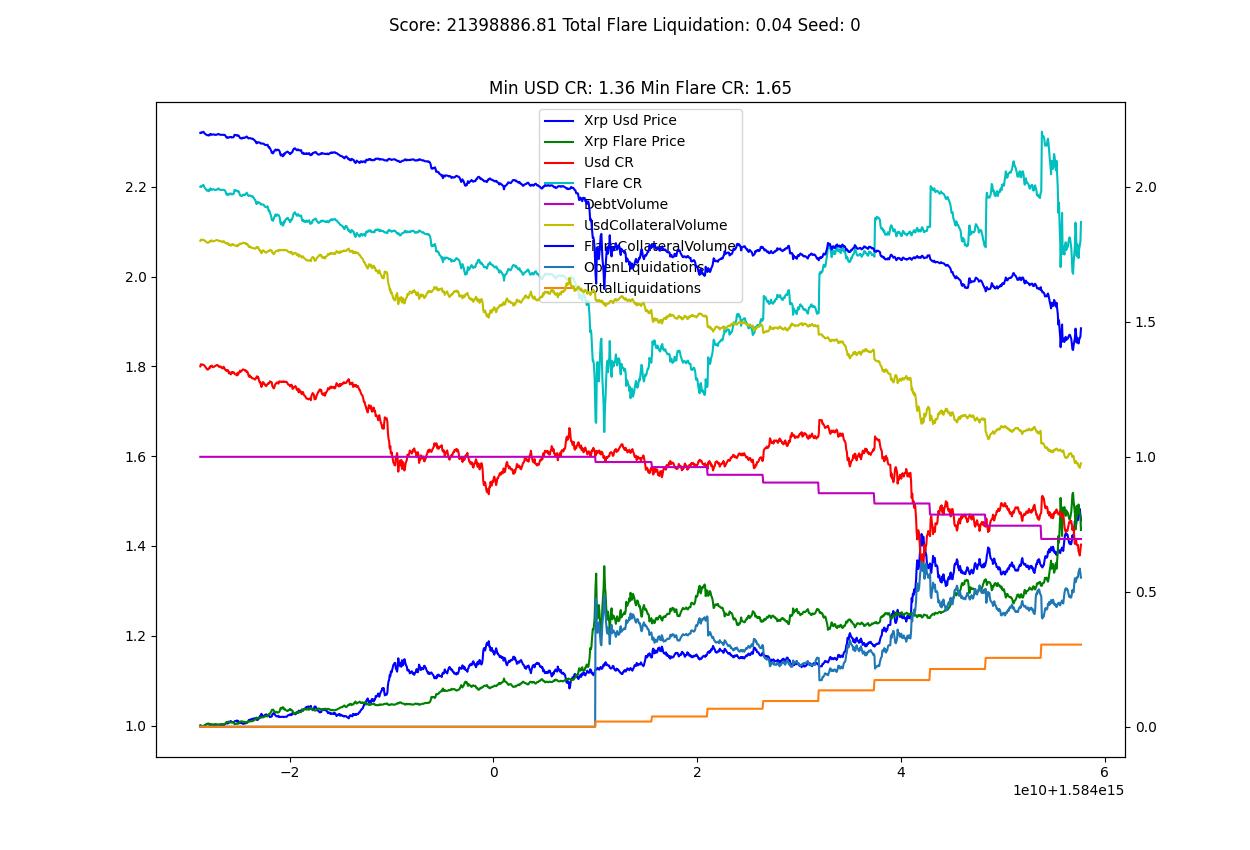 Score: 21398886.81 Total Flare Liquidation: 0.04 Seed: 0
Min USD CR: 1.36 Min Flare CR: 1.65
Xrp Usd Price
Xrp Flare Price
Usd CR
Flare CR
DebtVolume
UsdCollateralVolume
FlareCollateralVolume
OpenLiquidations
TotalLiquidations
2.2
2.0
1.8
1.6
1.4
1.2
1.0
2.0
1.5
1.0
0.5
0.0
−2
0
2
4
6
1e10+1.584e15